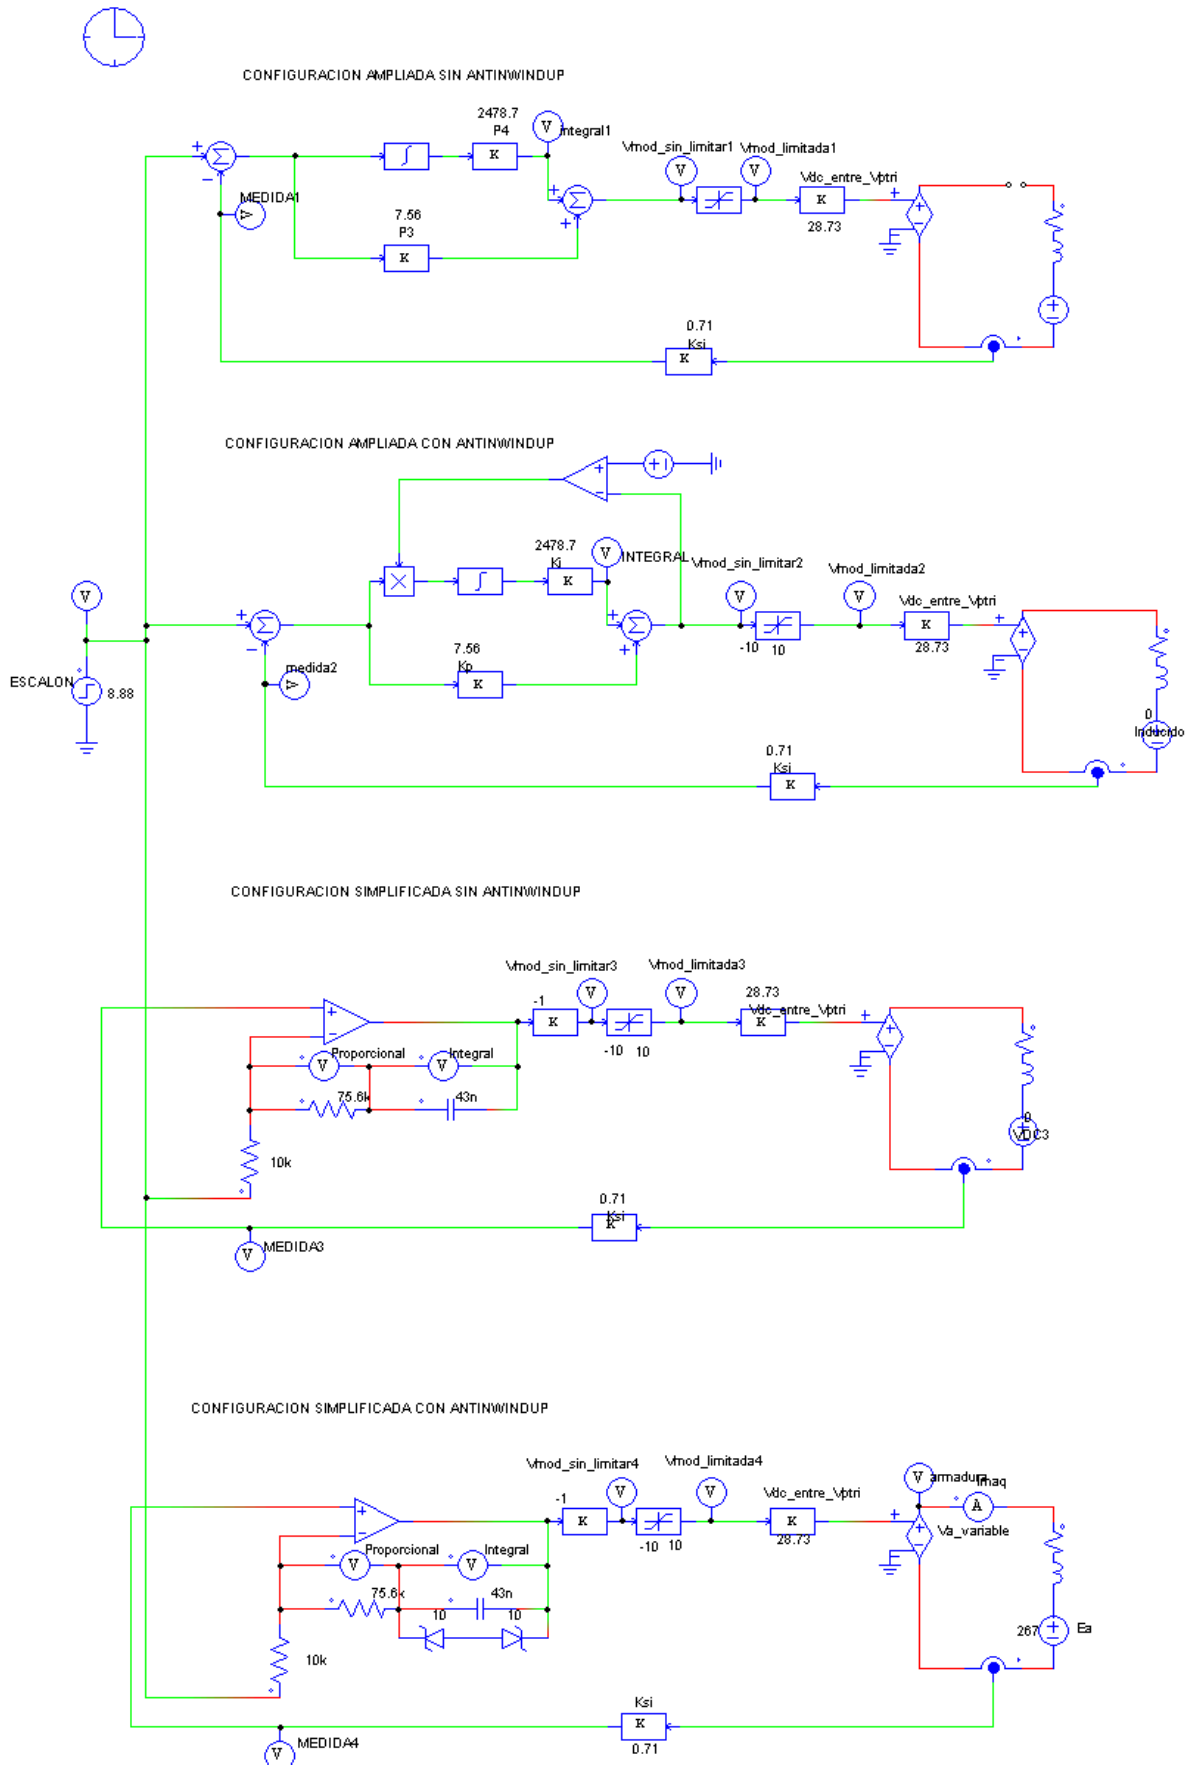 CONFIGURACION AMPLIADA SIN ANTINWINDUP
2478.7
P4
V
integral1
K
Vmod_sin_limitar1
Vmod_limitada1
V
V
Vdc_entre_Vptri
K
28.73
MEDIDA1
V
7.56
P3
K
0.71
Ksi
K
CONFIGURACION AMPLIADA CON ANTINWINDUP
2478.7
Ki
K
V
INTEGRAL
Vmod_sin_limitar2
Vmod_limitada2
V
V
-10
10
Vdc_entre_Vptri
K
28.73
V
ESCALON
8.88
medida2
V
7.56
Kp
K
0
Inducido
0.71
Ksi
K
CONFIGURACION SIMPLIFICADA SIN ANTINWINDUP
Vmod_sin_limitar3
Vmod_limitada3
-1
K
V
V
-10
10
28.73
Vdc_entre_Vptri
K
V
Proporcional
V
Integral
75.6k
43n
10k
0
VDC3
0.71
Ksi
K
MEDIDA3
V
CONFIGURACION SIMPLIFICADA CON ANTINWINDUP
Vmod_sin_limitar4
Vmod_limitada4
-1
K
V
V
-10
10
Vdc_entre_Vptri
K
28.73
V
armadura
Imaq
A
Va_variable
V
Proporcional
V
Integral
75.6k
43n
10
10
10k
267
Ea
Ksi
K
0.71
MEDIDA4
V